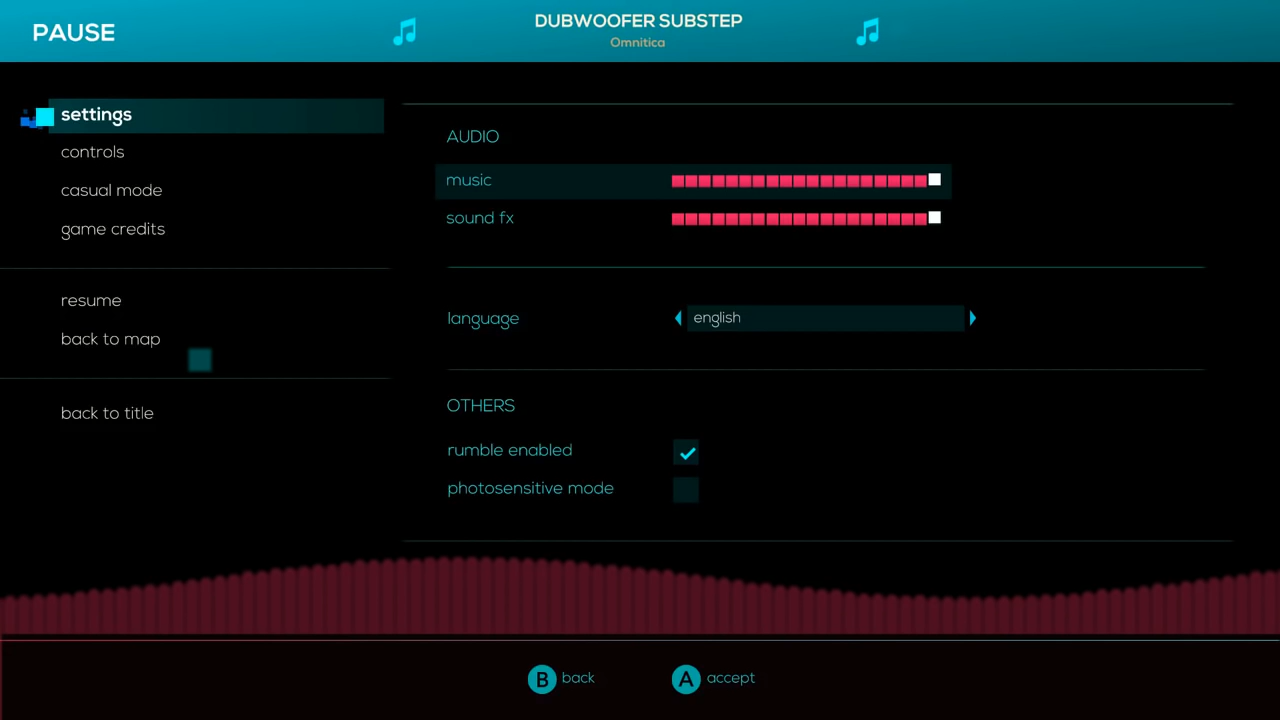 PAUSE
DUBWOOFER SUBSTEP
Omnitica
settings
controls
casual mode
game credits
resume
back to map
back to title
AUDIO
music
sound fx
language
english
OTHERS
rumble enabled
photosensitive mode
B back
A accept